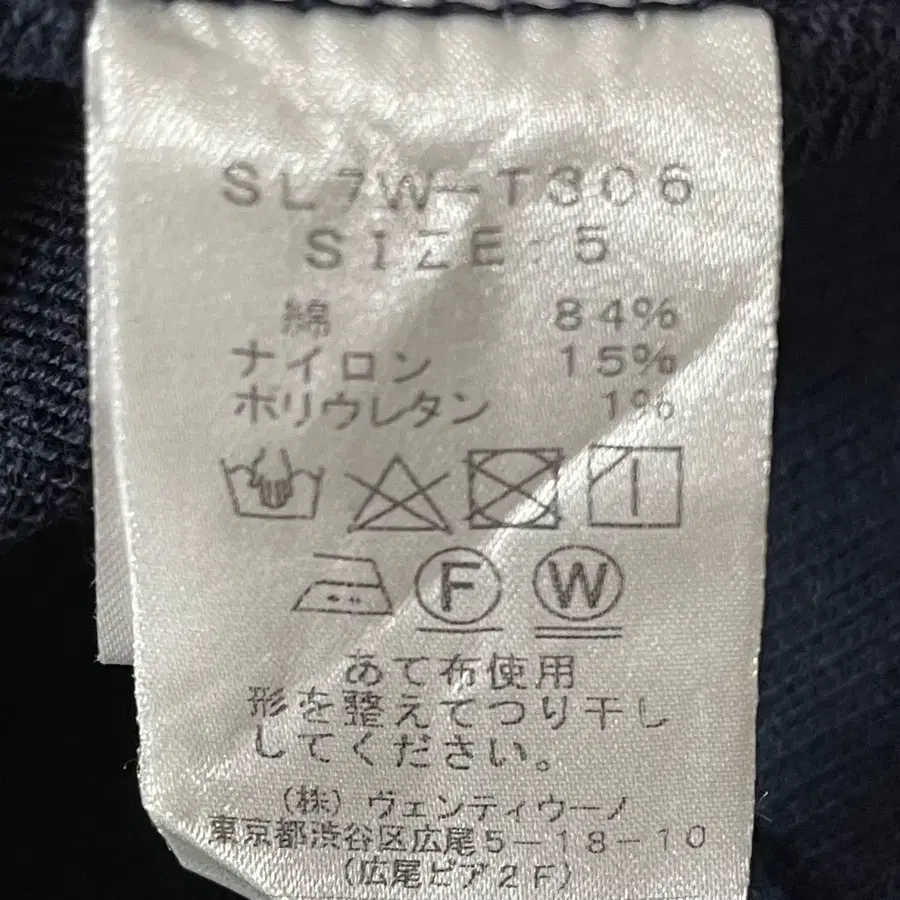 SL7W-T306
SIZE 5
綿 84%
ナイロン 15%
ポリウレタン 1%
F W
あて布使用
形を整えてつり干し
してください。
(株)ヴェンティウーノ
東京都渋谷区広尾5-18-10
(広尾ピア2F)